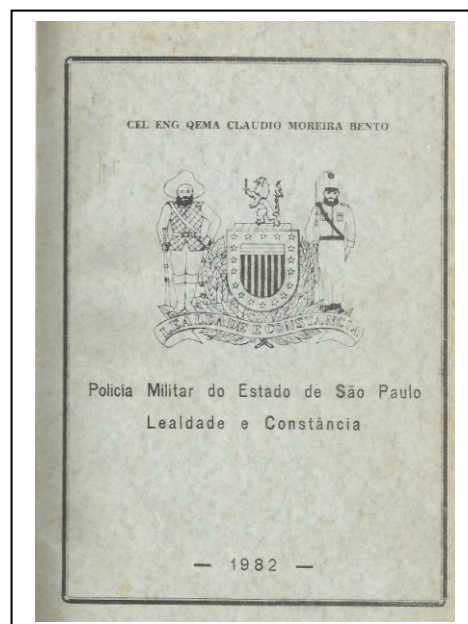 CEL ENG QEMA CLAUDIO MOREIRA BENTO
LEALDADE E CONSTANCIA
Policia Militar do Estado de São Paulo
Lealdade e Constância
— 1982 —